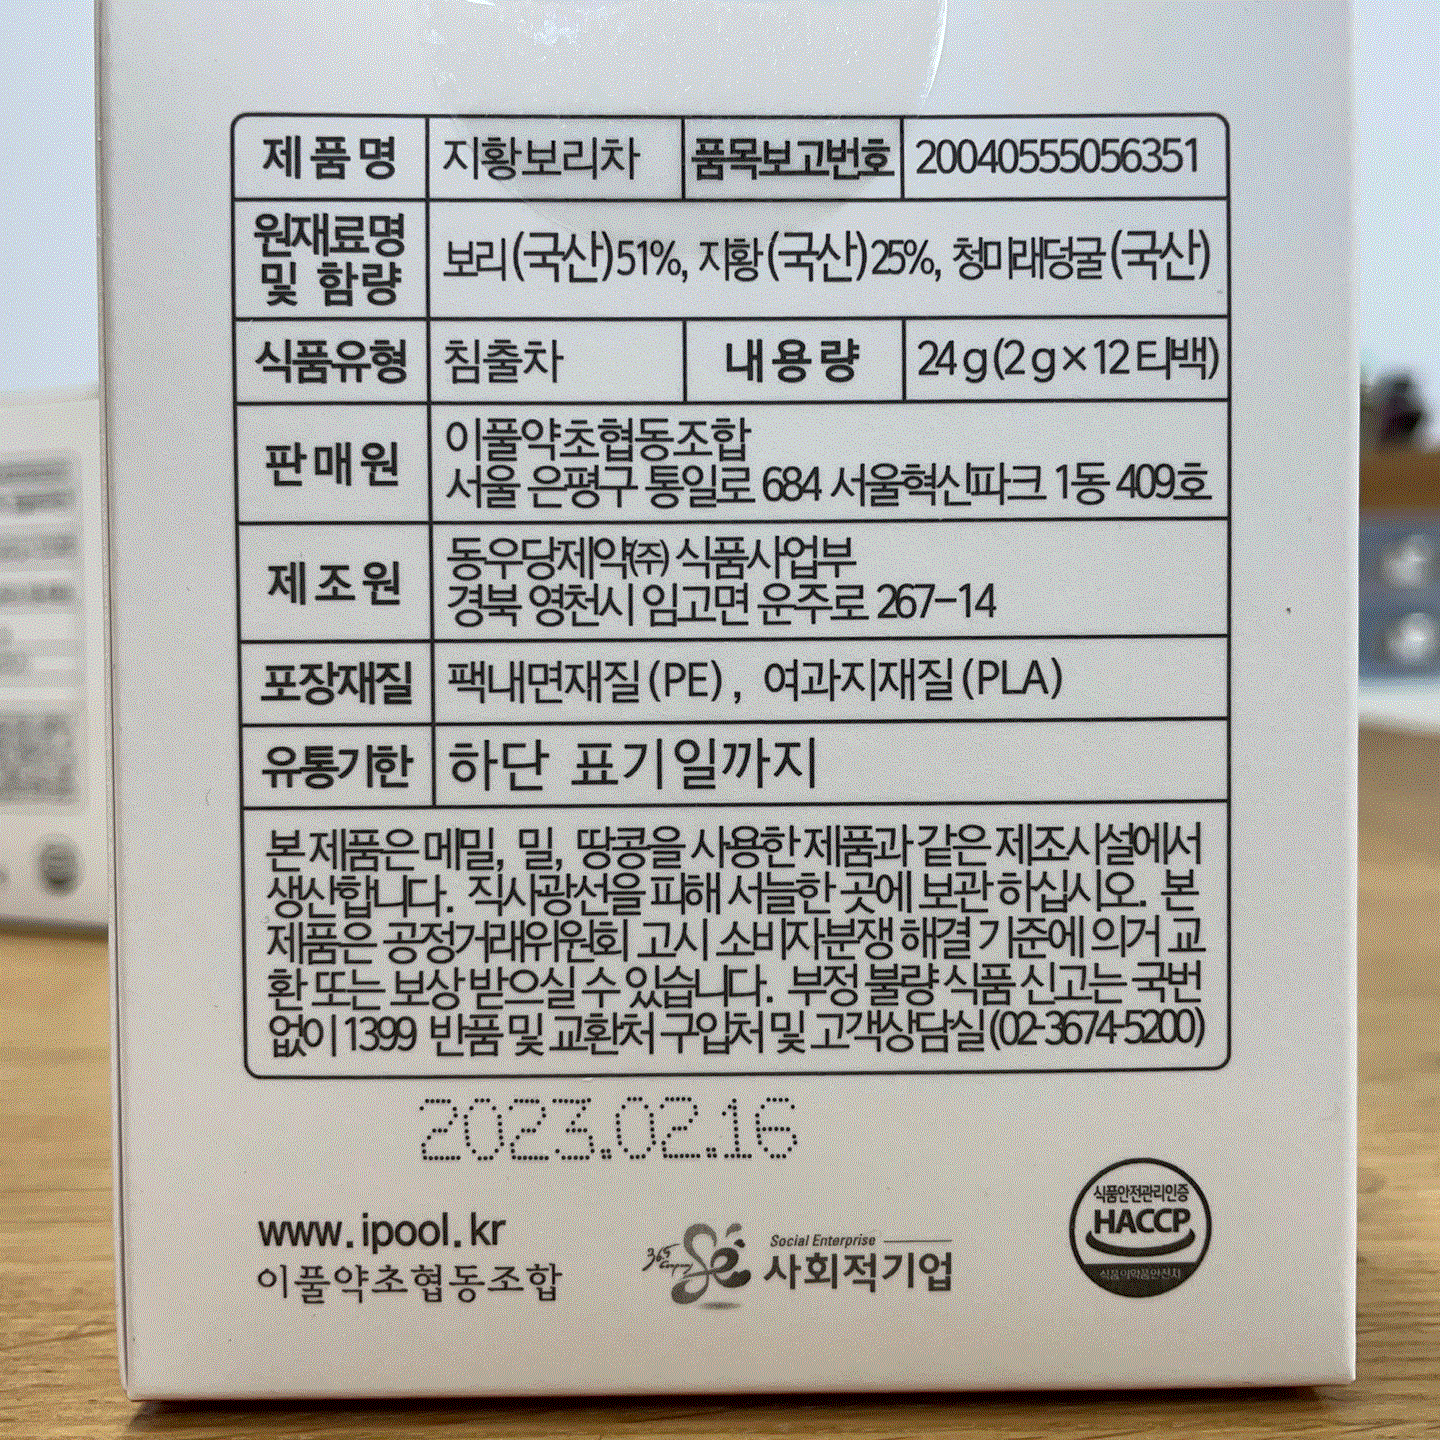 제품명 지황보리차 품목보고번호 20040555056351
원재료명
및 함량
보리(국산)51%, 지황(국산)25%, 청미래덩굴(국산)
식품유형 침출차 내용량 24g(2g×12티백)
판매원
이풀약초협동조합
서울 은평구 통일로 684 서울혁신파크 1동 409호
제조원
동우당제약㈜ 식품사업부
경북 영천시 임고면 운주로 267-14
포장재질 팩내면재질(PE), 여과지재질(PLA)
유통기한 하단 표기일까지
본 제품은 메밀, 밀, 땅콩을 사용한 제품과 같은 제조시설에서
생산합니다. 직사광선을 피해 서늘한 곳에 보관 하십시오. 본
제품은 공정거래위원회 고시 소비자분쟁 해결 기준에 의거 교
환 또는 보상 받으실 수 있습니다. 부정 불량 식품 신고는 국번
없이 1399 반품 및 교환처 구입처 및 고객상담실(02-3674-5200)
2023.02.16
www.ipool.kr
이풀약초협동조합
Social Enterprise
사회적기업
식품안전관리인증
HACCP
식품의약품안전처